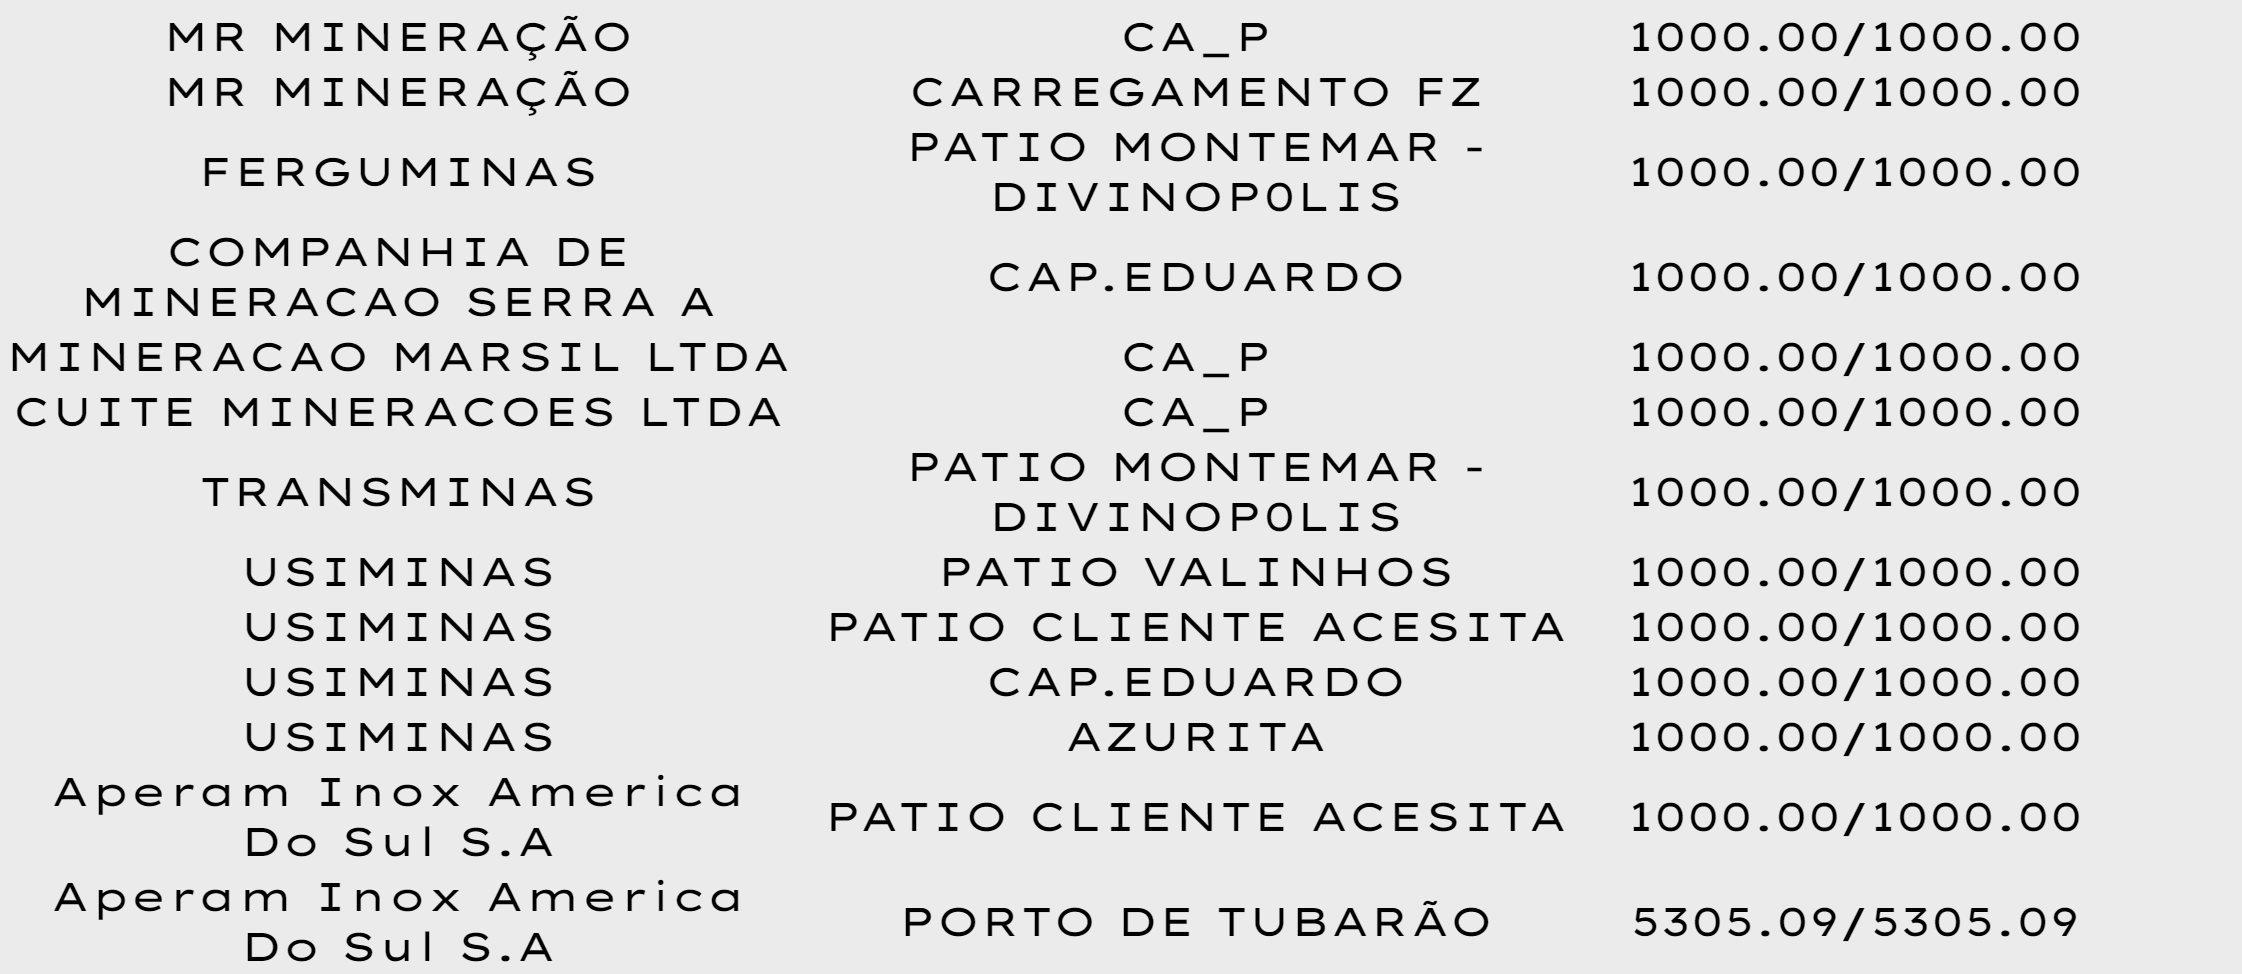 MR MINERAÇÃO CA_P 1000.00/1000.00
MR MINERAÇÃO CARREGAMENTO FZ 1000.00/1000.00
FERGUMINAS PATIO MONTEMAR - DIVINOP0LIS 1000.00/1000.00
COMPANHIA DE MINERACAO SERRA A CAP.EDUARDO 1000.00/1000.00
MINERACAO MARSIL LTDA CA_P 1000.00/1000.00
CUITE MINERACOES LTDA CA_P 1000.00/1000.00
TRANSMINAS PATIO MONTEMAR - DIVINOP0LIS 1000.00/1000.00
USIMINAS PATIO VALINHOS 1000.00/1000.00
USIMINAS PATIO CLIENTE ACESITA 1000.00/1000.00
USIMINAS CAP.EDUARDO 1000.00/1000.00
USIMINAS AZURITA 1000.00/1000.00
Aperam Inox America Do Sul S.A PATIO CLIENTE ACESITA 1000.00/1000.00
Aperam Inox America Do Sul S.A PORTO DE TUBARÃO 5305.09/5305.09